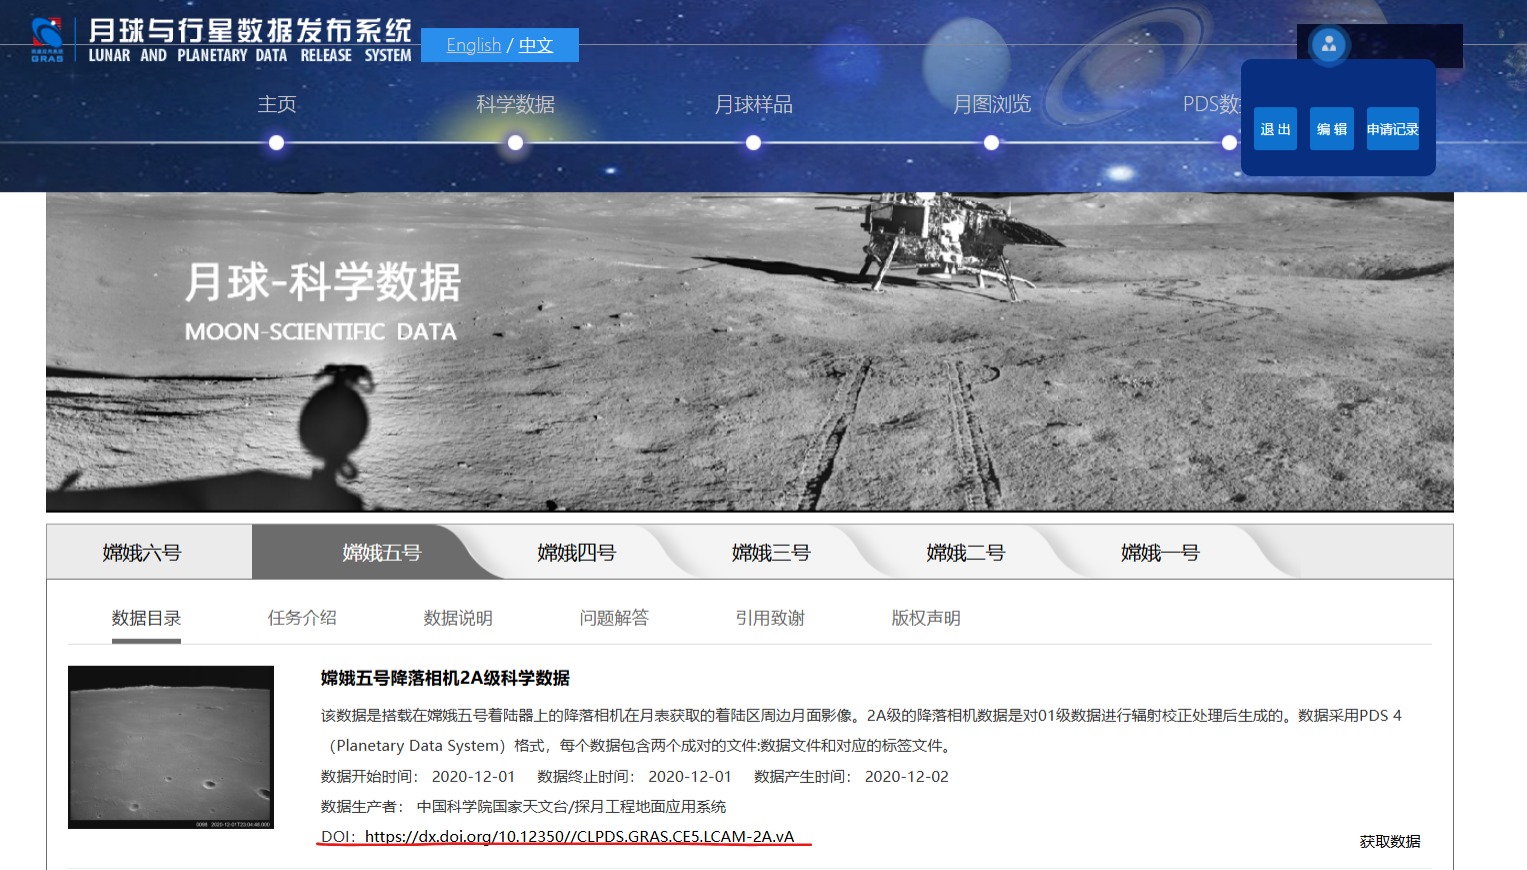 月球与行星数据发布系统
LUNAR AND PLANETARY DATA RELEASE SYSTEM
GRAS
English / 中文
主页
科学数据
月球样品
月图浏览
PDS数
退 出
编 辑
申请记录
月球-科学数据
MOON-SCIENTIFIC DATA
嫦娥六号
嫦娥五号
嫦娥四号
嫦娥三号
嫦娥二号
嫦娥一号
数据目录
任务介绍
数据说明
问题解答
引用致谢
版权声明
嫦娥五号降落相机2A级科学数据
该数据是搭载在嫦娥五号着陆器上的降落相机在月表获取的着陆区周边月面影像。2A级的降落相机数据是对01级数据进行辐射校正处理后生成的。数据采用PDS 4
（Planetary Data System）格式，每个数据包含两个成对的文件:数据文件和对应的标签文件。
数据开始时间： 2020-12-01 数据终止时间： 2020-12-01 数据产生时间： 2020-12-02
数据生产者： 中国科学院国家天文台/探月工程地面应用系统
DOI： https://dx.doi.org/10.12350//CLPDS.GRAS.CE5.LCAM-2A.vA
获取数据